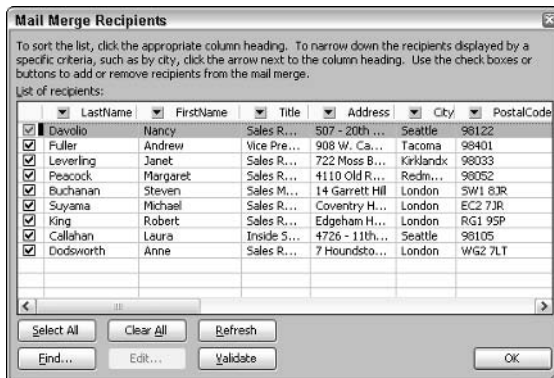 Mail Merge Recipients
To sort the list, click the appropriate column heading. To narrow down the recipients displayed by a
specific criteria, such as by city, click the arrow next to the column heading. Use the check boxes or
buttons to add or remove recipients from the mail merge.
List of recipients:
LastName FirstName Title Address City PostalCode
Davolio Nancy Sales R... 507 - 20th ... Seattle 98122
Fuller Andrew Vice Pre... 908 W. Ca... Tacoma 98401
Leverling Janet Sales R... 722 Moss B... Kirklandx 98033
Peacock Margaret Sales R... 4110 Old R... Redm... 98052
Buchanan Steven Sales M... 14 Garrett Hill London SW1 8JR
Suyama Michael Sales R... Coventry H... London EC2 7JR
King Robert Sales R... Edgeham H... London RG1 9SP
Callahan Laura Inside S... 4726 - 11th... Seattle 98105
Dodsworth Anne Sales R... 7 Houndsto... London WG2 7LT
Select All Clear All Refresh
Find... Edit... Validate OK